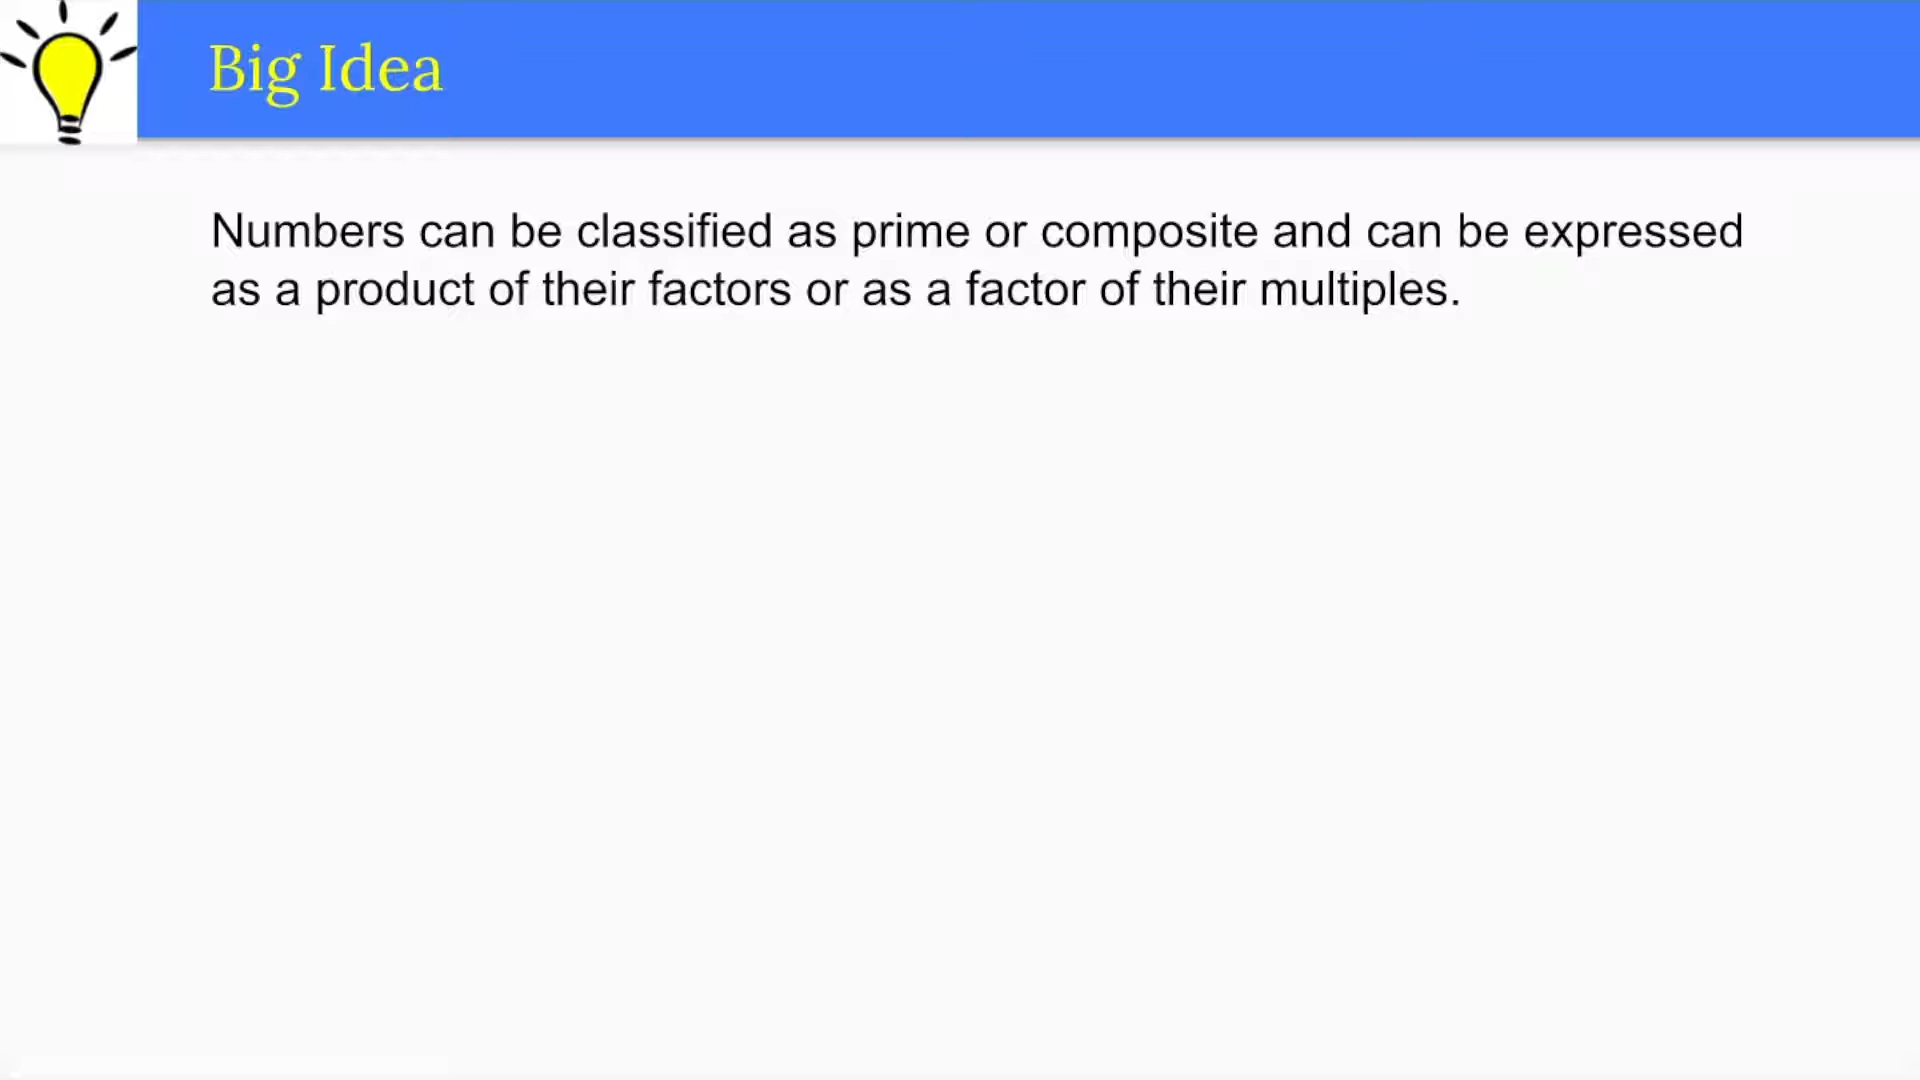 Big Idea
Numbers can be classified as prime or composite and can be expressed
as a product of their factors or as a factor of their multiples.